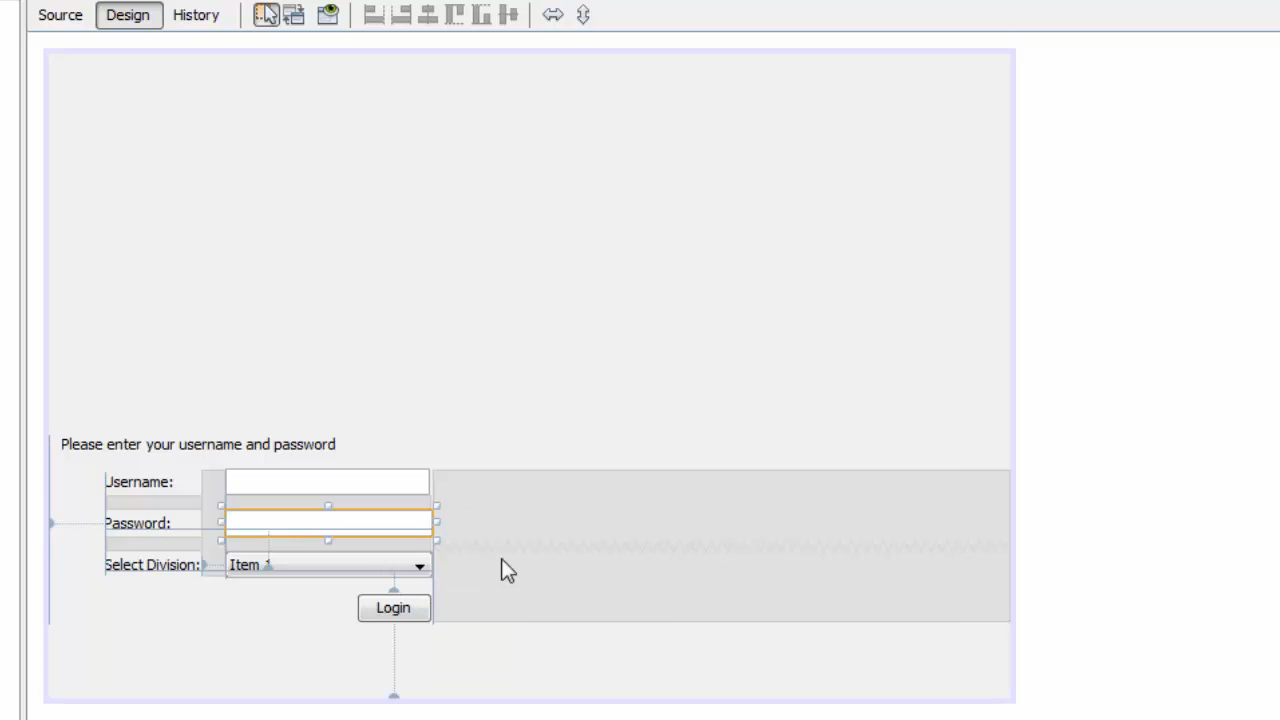 Source Design History
Please enter your username and password
Username:
Password:
Select Division: Item 1
Login